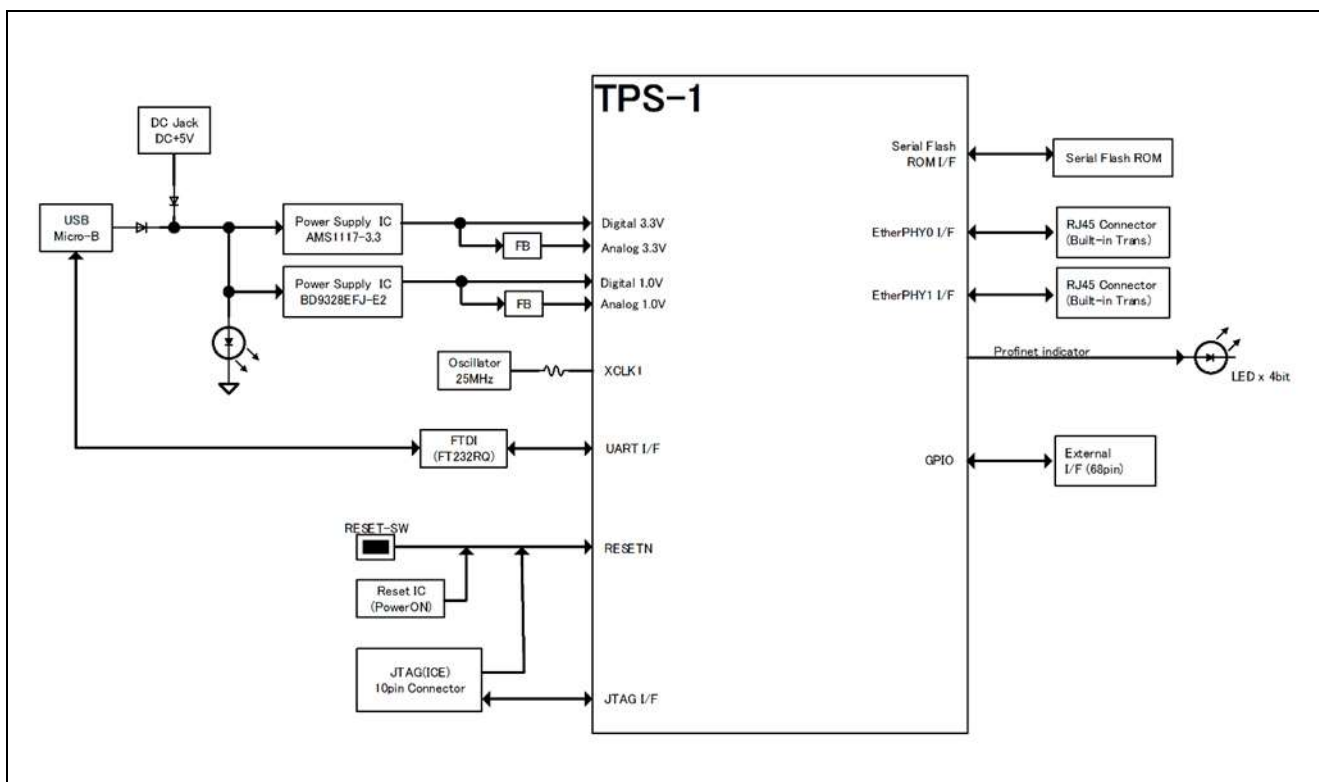 TPS-1
DC Jack
DC+5V
USB
Micro-B
Power Supply IC
AMS1117-3.3
FB
Digital 3.3V
Analog 3.3V
Power Supply IC
BD9328EFJ-E2
FB
Digital 1.0V
Analog 1.0V
Oscillator
25MHz
XCLK1
FTDI
(FT232RQ)
UART I/F
RESET-SW
RESETN
Reset IC
(PowerON)
JTAG(ICE)
10pin Connector
JTAG I/F
Serial Flash
ROM I/F
Serial Flash ROM
EtherPHY0 I/F
RJ45 Connector
(Built-in Trans)
EtherPHY1 I/F
RJ45 Connector
(Built-in Trans)
Profinet indicator
LED x 4bit
GPIO
External
I/F (68pin)